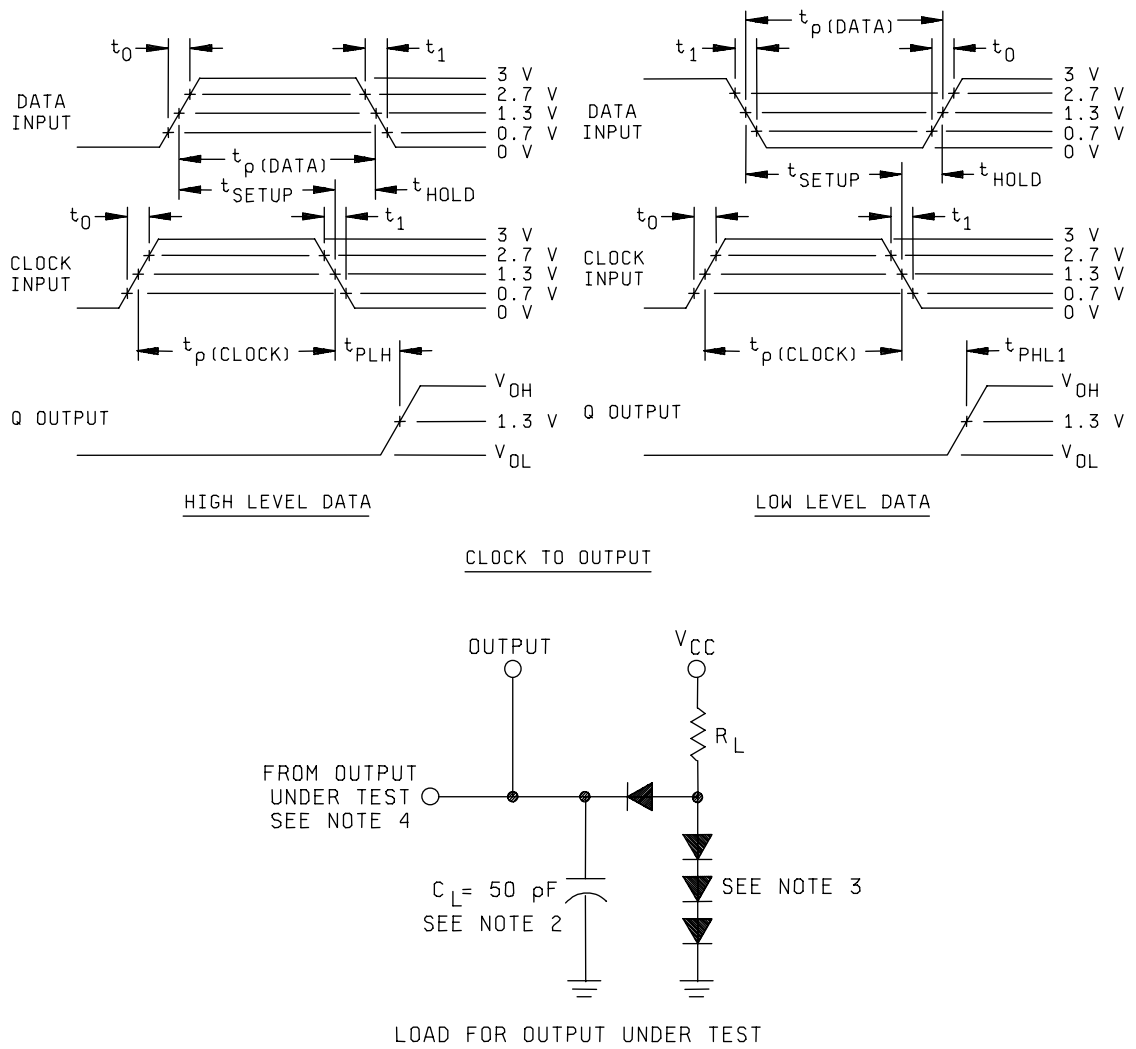 t0
t1
DATA
INPUT
3 V
2.7 V
1.3 V
0.7 V
0 V
tp(DATA)
tSETUP
tHOLD
t0
t1
CLOCK
INPUT
3 V
2.7 V
1.3 V
0.7 V
0 V
tp(CLOCK)
tPLH
Q OUTPUT
VOH
1.3 V
VOL
HIGH LEVEL DATA
tp(DATA)
t1
t0
DATA
INPUT
3 V
2.7 V
1.3 V
0.7 V
0 V
tSETUP
tHOLD
t0
t1
CLOCK
INPUT
3 V
2.7 V
1.3 V
0.7 V
0 V
tp(CLOCK)
tPHL1
Q OUTPUT
VOH
1.3 V
VOL
LOW LEVEL DATA
CLOCK TO OUTPUT
OUTPUT
VCC
RL
FROM OUTPUT
UNDER TEST
SEE NOTE 4
CL= 50 pF
SEE NOTE 2
SEE NOTE 3
LOAD FOR OUTPUT UNDER TEST